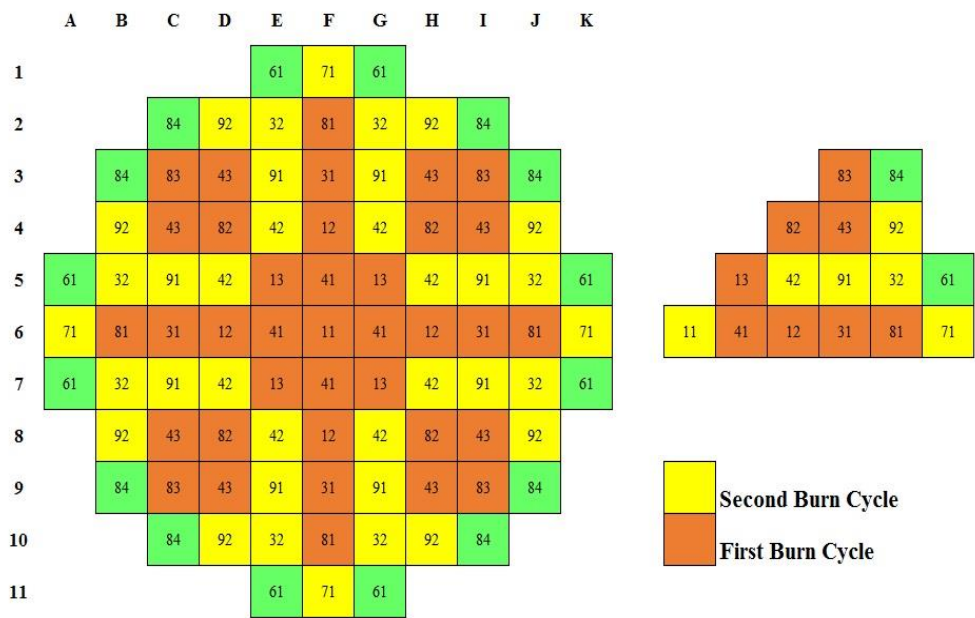 A B C D E F G H I J K
1 61 71 61
2 84 92 32 81 32 92 84
3 84 83 43 91 31 91 43 83 84
4 92 43 82 42 12 42 82 43 92
5 61 32 91 42 13 41 13 42 91 32 61
6 71 81 31 12 41 11 41 12 31 81 71
7 61 32 91 42 13 41 13 42 91 32 61
8 92 43 82 42 12 42 82 43 92
9 84 83 43 91 31 91 43 83 84
10 84 92 32 81 32 92 84
11 61 71 61
83 84
82 43 92
13 42 91 32 61
11 41 12 31 81 71
Second Burn Cycle
First Burn Cycle